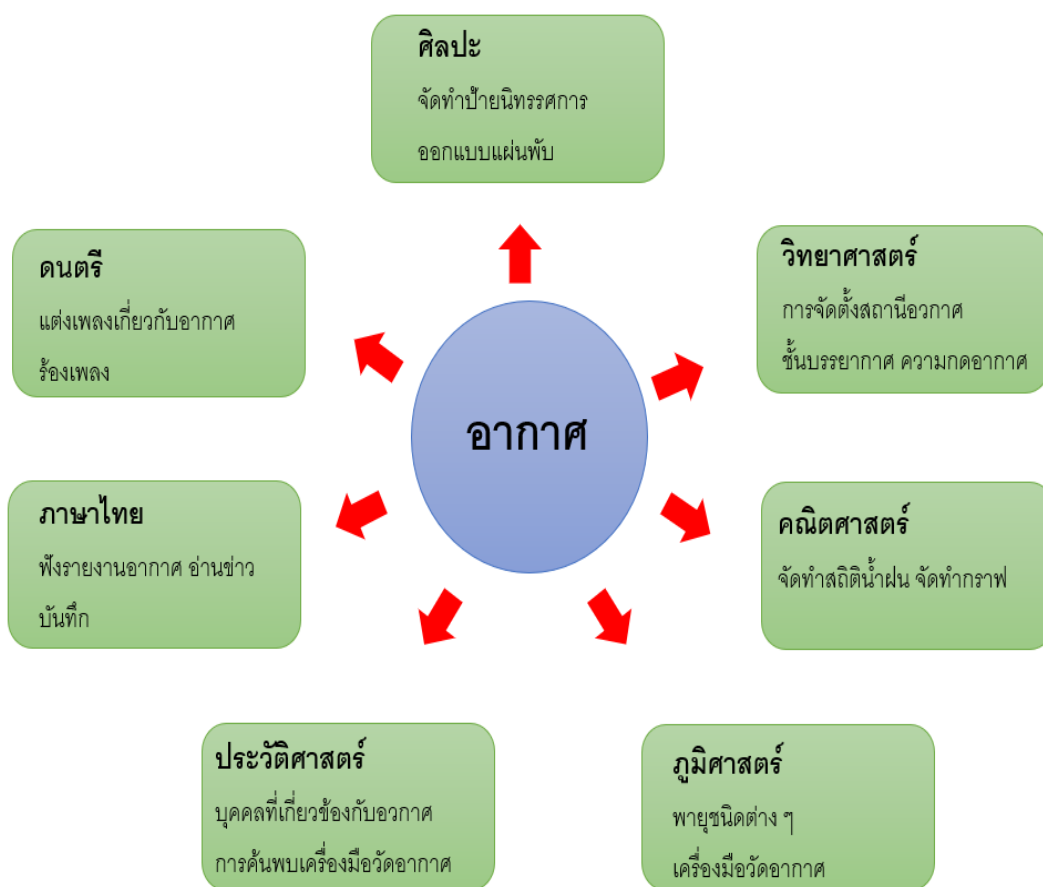 ศิลปะ
จัดทำป้ายนิทรรศการ
ออกแบบแผ่นพับ
ดนตรี
แต่งเพลงเกี่ยวกับอากาศ
ร้องเพลง
วิทยาศาสตร์
การจัดตั้งสถานีอวกาศ
ชั้นบรรยากาศ ความกดอากาศ
อากาศ
ภาษาไทย
ฟังรายงานอากาศ อ่านข่าว
บันทึก
คณิตศาสตร์
จัดทำสถิติน้ำฝน จัดทำกราฟ
ประวัติศาสตร์
บุคคลที่เกี่ยวข้องกับอวกาศ
การค้นพบเครื่องมือวัดอากาศ
ภูมิศาสตร์
พายุชนิดต่าง ๆ
เครื่องมือวัดอากาศ